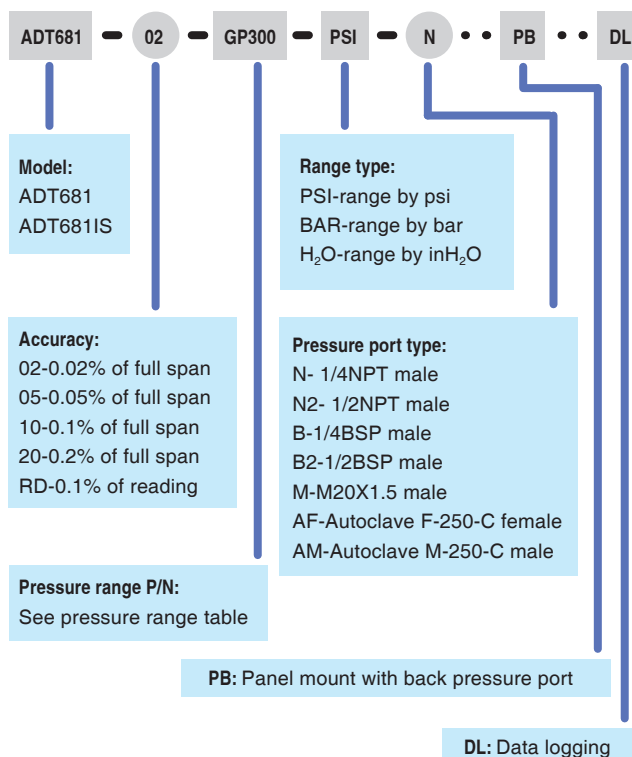 ADT681 – 02 – GP300 – PSI – N · · PB · · DL
Model:
ADT681
ADT681IS
Range type:
PSI-range by psi
BAR-range by bar
H₂O-range by inH₂O
Accuracy:
02-0.02% of full span
05-0.05% of full span
10-0.1% of full span
20-0.2% of full span
RD-0.1% of reading
Pressure port type:
N- 1/4NPT male
N2- 1/2NPT male
B-1/4BSP male
B2-1/2BSP male
M-M20X1.5 male
AF-Autoclave F-250-C female
AM-Autoclave M-250-C male
Pressure range P/N:
See pressure range table
PB: Panel mount with back pressure port
DL: Data logging